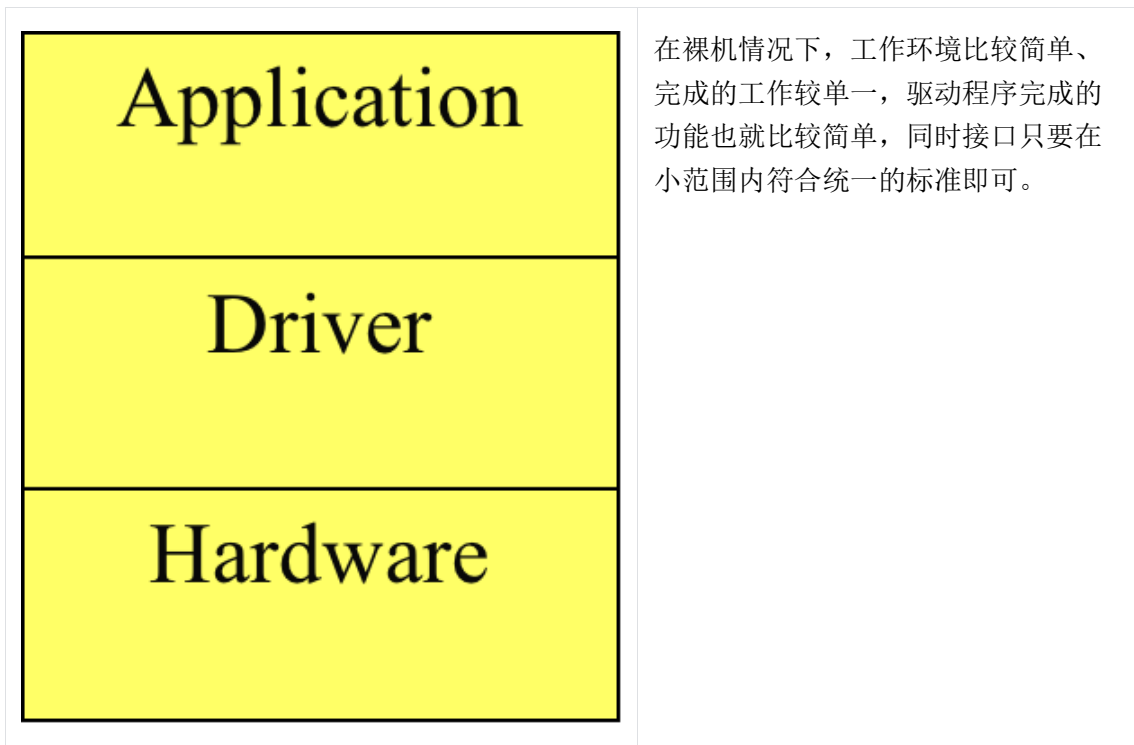 Application
Driver
Hardware
在裸机情况下，工作环境比较简单、
完成的工作较单一，驱动程序完成的
功能也就比较简单，同时接口只要在
小范围内符合统一的标准即可。